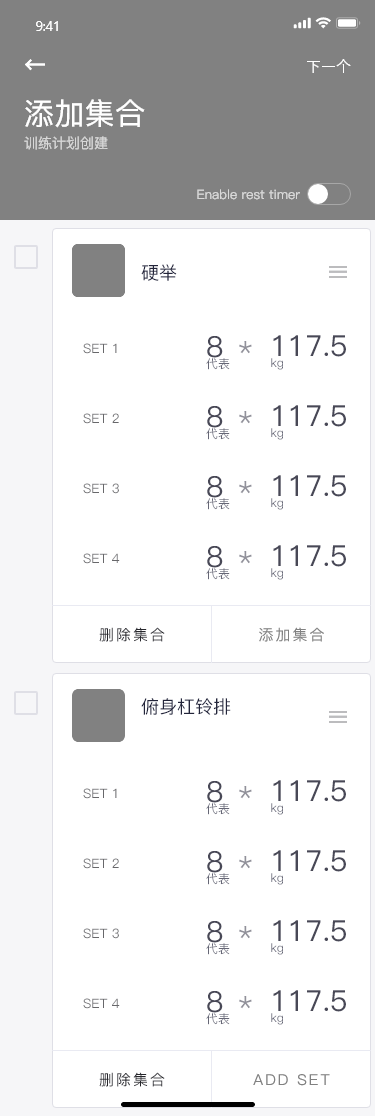 9:41
下一个
添加集合
训练计划创建
Enable rest timer
硬举
SET 1 8 * 117.5
代表 kg
SET 2 8 * 117.5
代表 kg
SET 3 8 * 117.5
代表 kg
SET 4 8 * 117.5
代表 kg
删除集合 添加集合
俯身杠铃排
SET 1 8 * 117.5
代表 kg
SET 2 8 * 117.5
代表 kg
SET 3 8 * 117.5
代表 kg
SET 4 8 * 117.5
代表 kg
删除集合 ADD SET